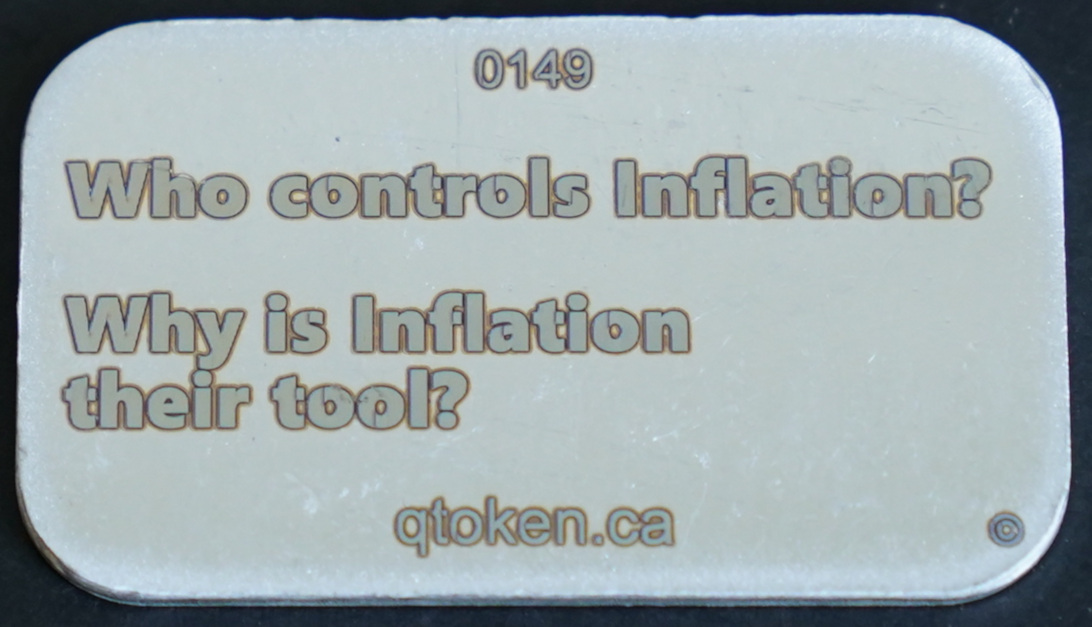 0149
Who controls Inflation?
Why is Inflation
their tool?
qtoken.ca
©